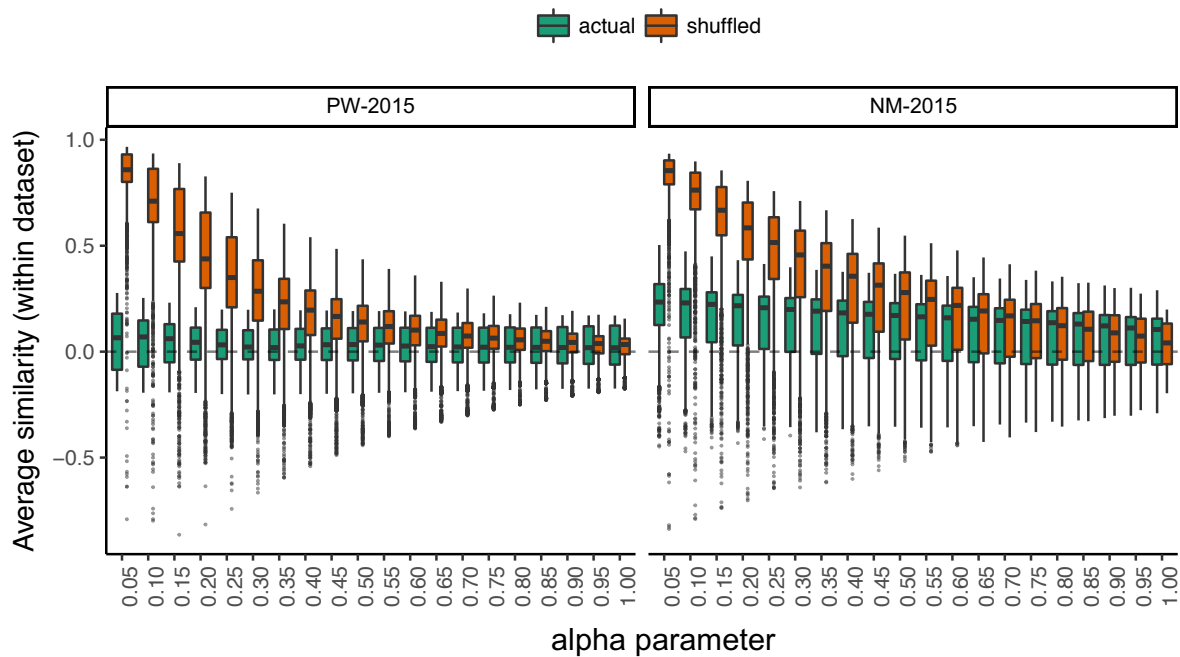 actual shuffled
PW-2015 NM-2015
Average similarity (within dataset)
1.0
0.5
0.0
−0.5
0.05 0.10 0.15 0.20 0.25 0.30 0.35 0.40 0.45 0.50 0.55 0.60 0.65 0.70 0.75 0.80 0.85 0.90 0.95 1.00
0.05 0.10 0.15 0.20 0.25 0.30 0.35 0.40 0.45 0.50 0.55 0.60 0.65 0.70 0.75 0.80 0.85 0.90 0.95 1.00
alpha parameter